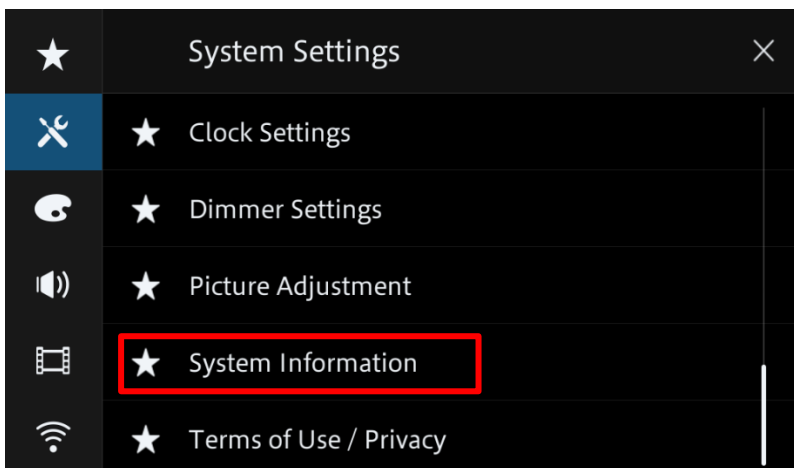 System Settings
Clock Settings
Dimmer Settings
Picture Adjustment
System Information
Terms of Use / Privacy